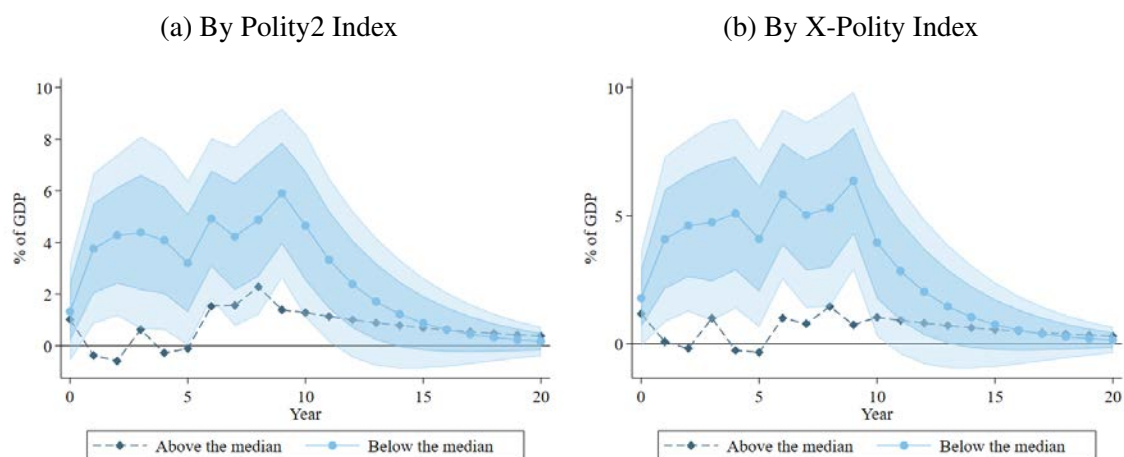 (a) By Polity2 Index
10
8
6
4
2
0
% of GDP
0 5 10 15 20
Year
Above the median Below the median
(b) By X-Polity Index
10
5
0
% of GDP
0 5 10 15 20
Year
Above the median Below the median